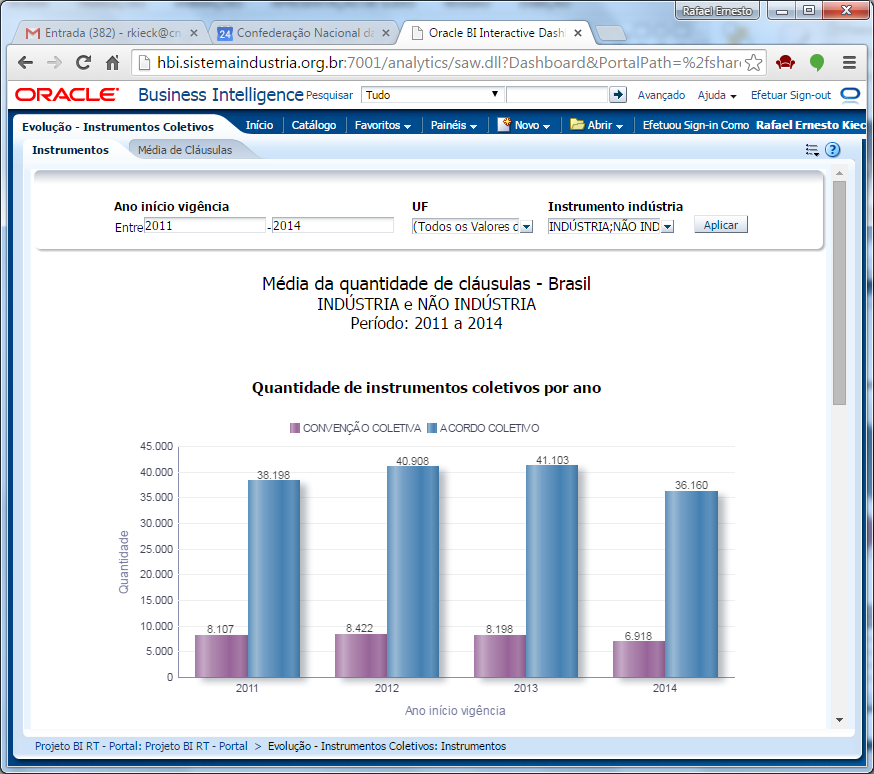 Rafael Ernesto
Entrada (382) - rkieck@cn
24 Confederação Nacional da
Oracle BI Interactive Dash
hbi.sistemaindustria.org.br:7001/analytics/saw.dll?Dashboard&PortalPath=%2fshar
ORACLE Business Intelligence Pesquisar Tudo Avançado Ajuda Efetuar Sign-out
Evolução - Instrumentos Coletivos Início Catálogo Favoritos Painéis Novo Abrir Efetuou Sign-in Como Rafael Ernesto Kiec
Instrumentos Média de Cláusulas
Ano início vigência UF Instrumento indústria
Entre 2011 - 2014 (Todos os Valores d INDÚSTRIA;NÃO IND Aplicar
Média da quantidade de cláusulas - Brasil
INDÚSTRIA e NÃO INDÚSTRIA
Período: 2011 a 2014
Quantidade de instrumentos coletivos por ano
CONVENÇÃO COLETIVA ACORDO COLETIVO
Quantidade
45.000
40.000
35.000
30.000
25.000
20.000
15.000
10.000
5.000
0
38.198 40.908 41.103 36.160
8.107 8.422 8.198 6.918
2011 2012 2013 2014
Ano início vigência
Projeto BI RT - Portal: Projeto BI RT - Portal > Evolução - Instrumentos Coletivos: Instrumentos